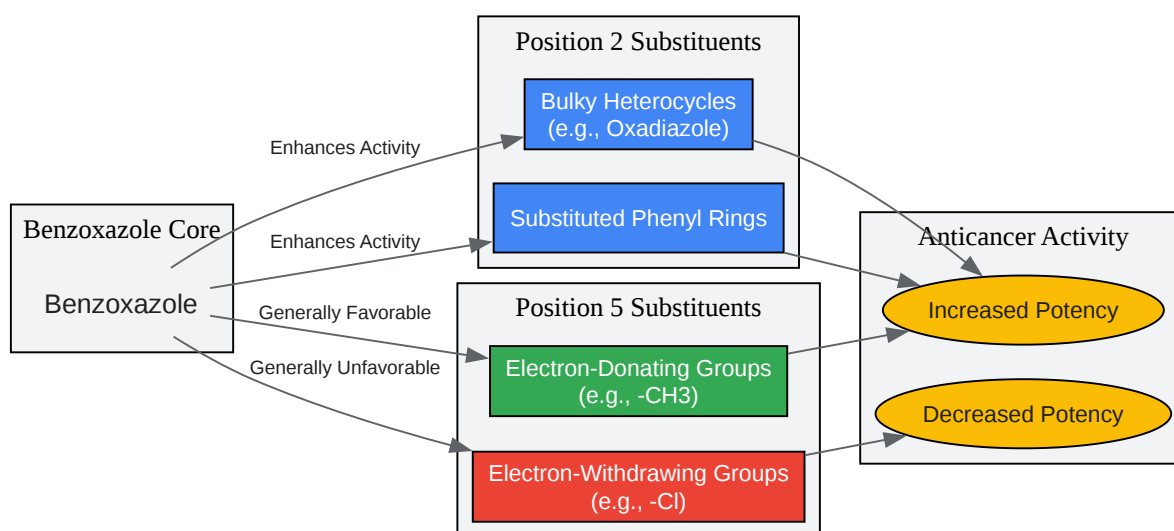 Position 2 Substituents
Bulky Heterocycles
(e.g., Oxadiazole)
Substituted Phenyl Rings
Enhances Activity
Enhances Activity
Benzoxazole Core
Benzoxazole
Generally Favorable
Generally Unfavorable
Position 5 Substituents
Electron-Donating Groups
(e.g., -CH3)
Electron-Withdrawing Groups
(e.g., -Cl)
Anticancer Activity
Increased Potency
Decreased Potency